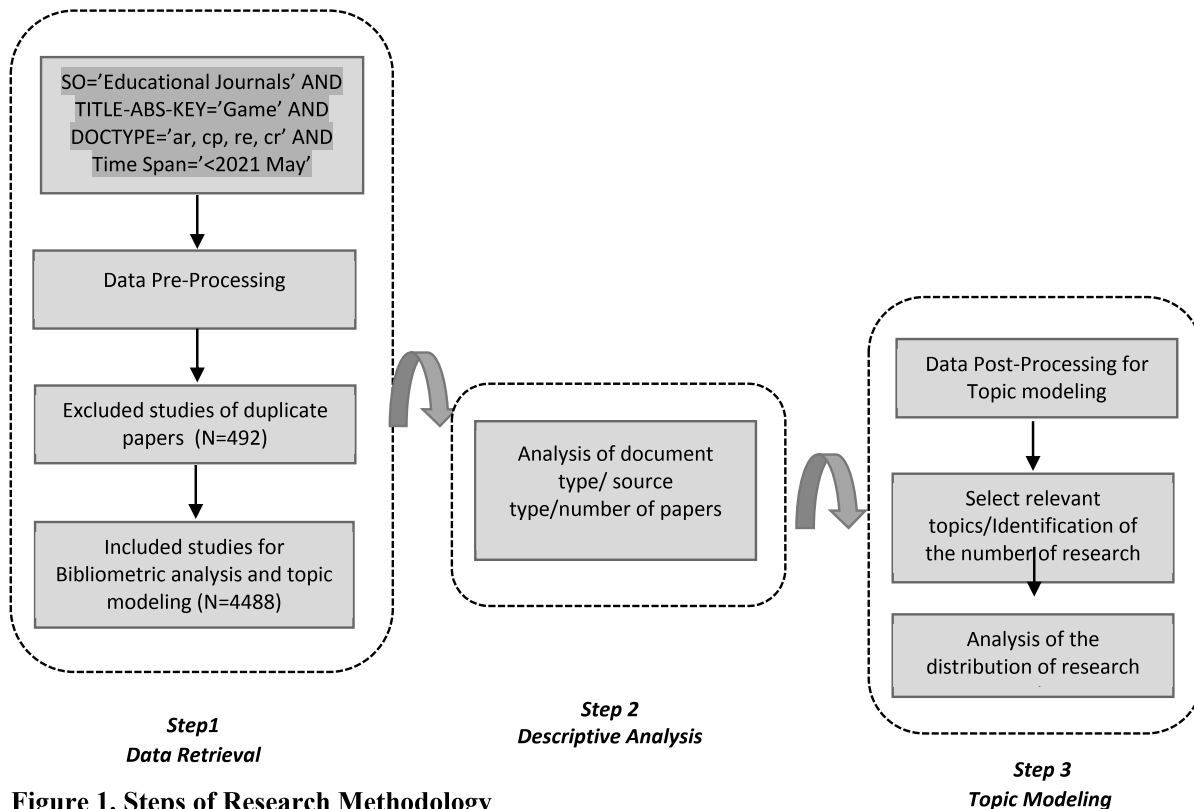 SO=’Educational Journals’ AND
TITLE-ABS-KEY=’Game’ AND
DOCTYPE=’ar, cp, re, cr’ AND
Time Span=’<2021 May’
Data Pre-Processing
Excluded studies of duplicate
papers (N=492)
Included studies for
Bibliometric analysis and topic
modeling (N=4488)
Step1
Data Retrieval
Analysis of document
type/ source
type/number of papers
Step 2
Descriptive Analysis
Data Post-Processing for
Topic modeling
Select relevant
topics/Identification of
the number of research
Analysis of the
distribution of research
Step 3
Topic Modeling
Figure 1. Steps of Research Methodology